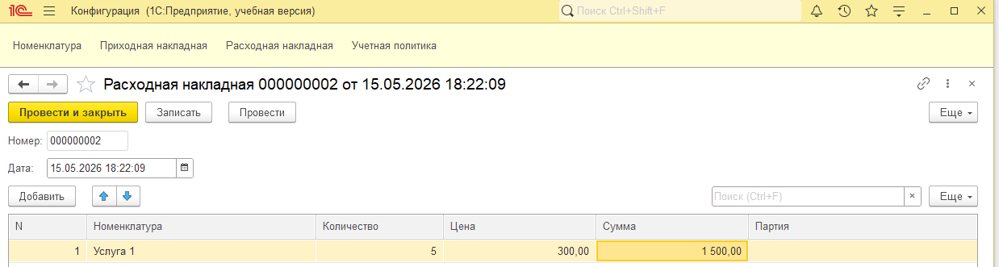 1С Конфигурация (1С:Предприятие, учебная версия) Поиск Ctrl+Shift+F
Номенклатура Приходная накладная Расходная накладная Учетная политика
Расходная накладная 000000002 от 15.05.2026 18:22:09
Провести и закрыть Записать Провести Еще
Номер: 000000002
Дата: 15.05.2026 18:22:09
Добавить Поиск (Ctrl+F) × Еще
N Номенклатура Количество Цена Сумма Партия
1 Услуга 1 5 300,00 1 500,00